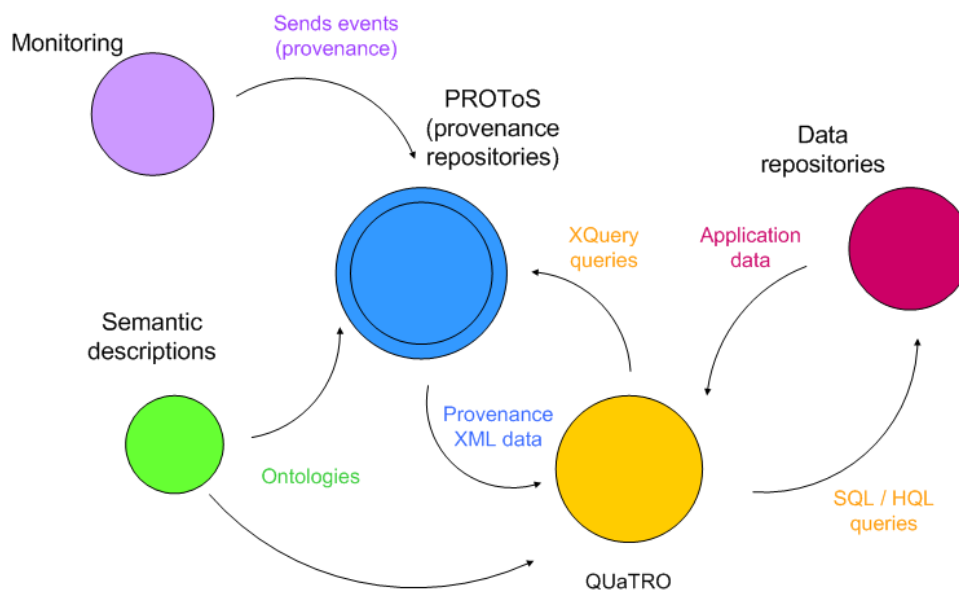 Monitoring
Sends events
(provenance)
PROToS
(provenance
repositories)
Data
repositories
XQuery
queries
Application
data
Semantic
descriptions
Provenance
XML data
Ontologies
SQL / HQL
queries
QUaTRO